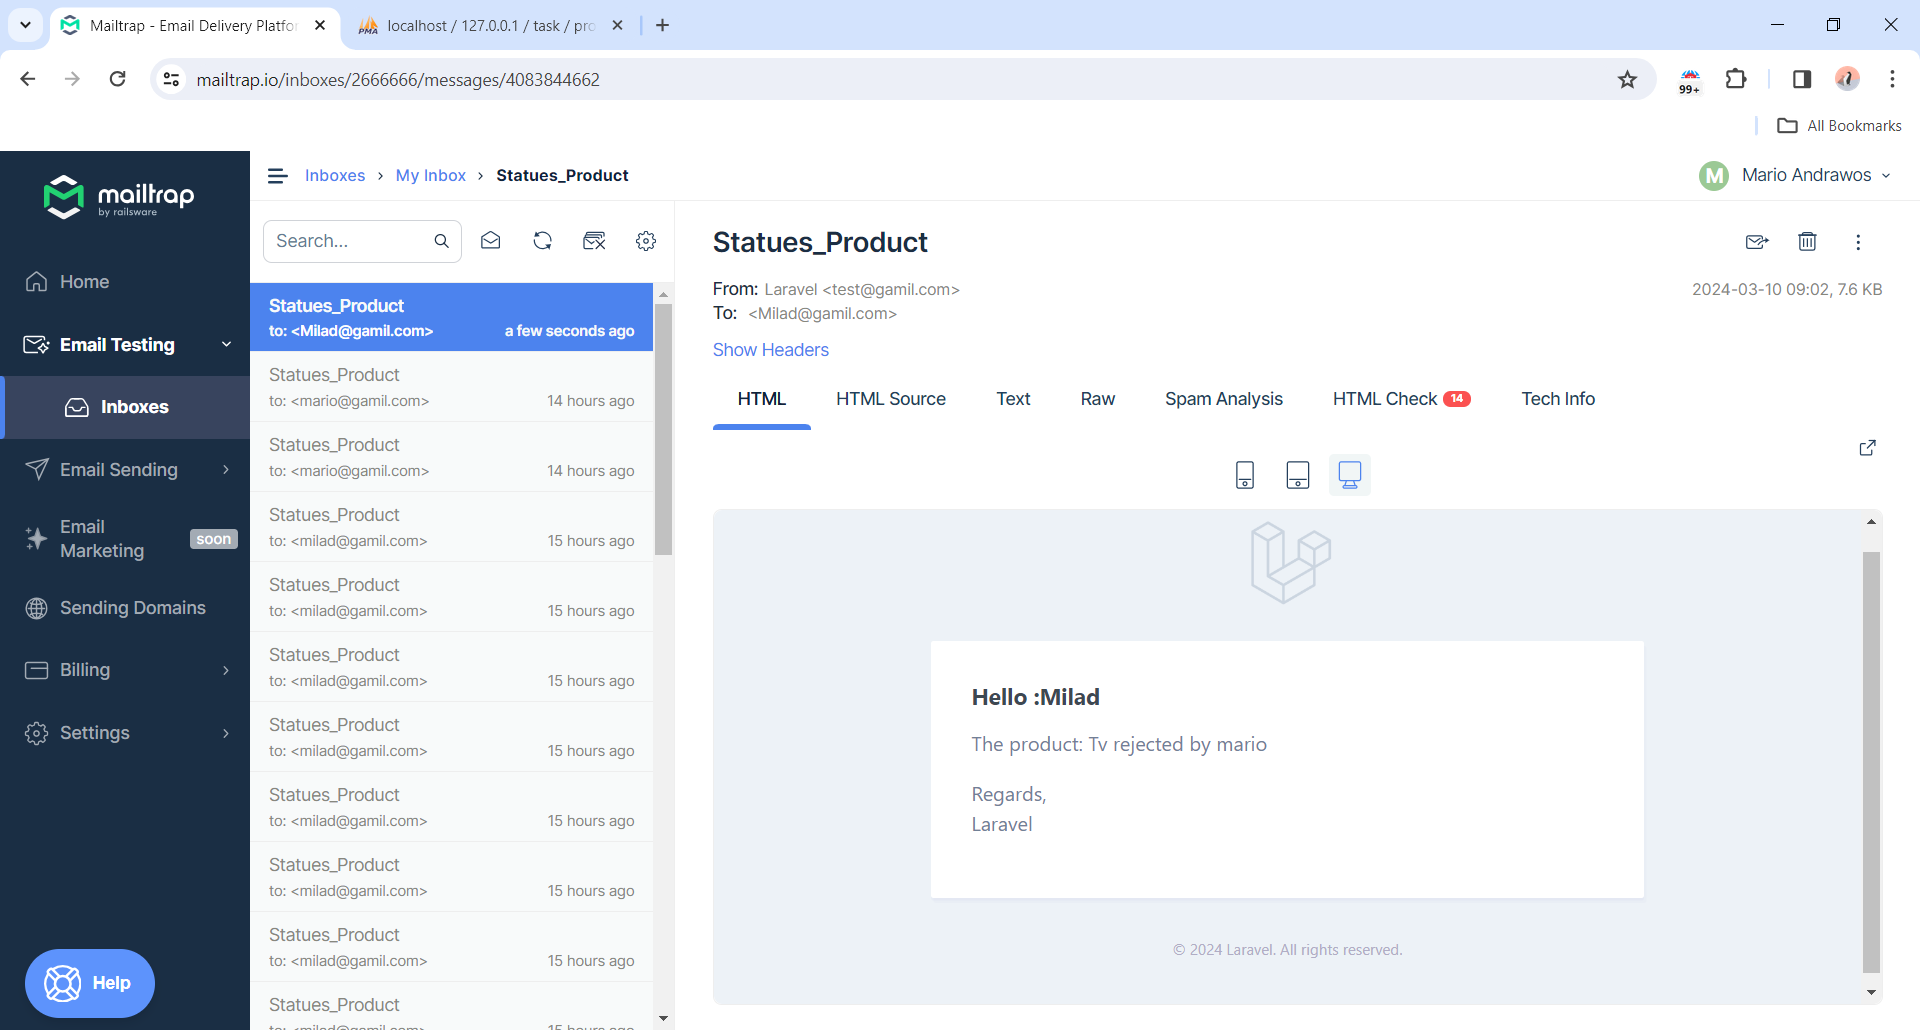 Mailtrap - Email Delivery Platfo
localhost / 127.0.0.1 / task / pro
PMA
mailtrap.io/inboxes/2666666/messages/4083844662
99+
All Bookmarks
mailtrap
by railsware
Home
Email Testing
Inboxes
Email Sending
Email
Marketing
soon
Sending Domains
Billing
Settings
Help
Inboxes › My Inbox › Statues_Product
M Mario Andrawos
Search...
Statues_Product
to: <Milad@gamil.com> a few seconds ago
Statues_Product
to: <mario@gamil.com> 14 hours ago
Statues_Product
to: <mario@gamil.com> 14 hours ago
Statues_Product
to: <milad@gamil.com> 15 hours ago
Statues_Product
to: <milad@gamil.com> 15 hours ago
Statues_Product
to: <milad@gamil.com> 15 hours ago
Statues_Product
to: <milad@gamil.com> 15 hours ago
Statues_Product
to: <milad@gamil.com> 15 hours ago
Statues_Product
to: <milad@gamil.com> 15 hours ago
Statues_Product
to: <milad@gamil.com> 15 hours ago
Statues_Product
to: <milad@gamil.com> 15 hours ago
Statues_Product
From: Laravel <test@gamil.com>
2024-03-10 09:02, 7.6 KB
To: <Milad@gamil.com>
Show Headers
HTML HTML Source Text Raw Spam Analysis HTML Check 14 Tech Info
Hello :Milad
The product: Tv rejected by mario
Regards,
Laravel
© 2024 Laravel. All rights reserved.